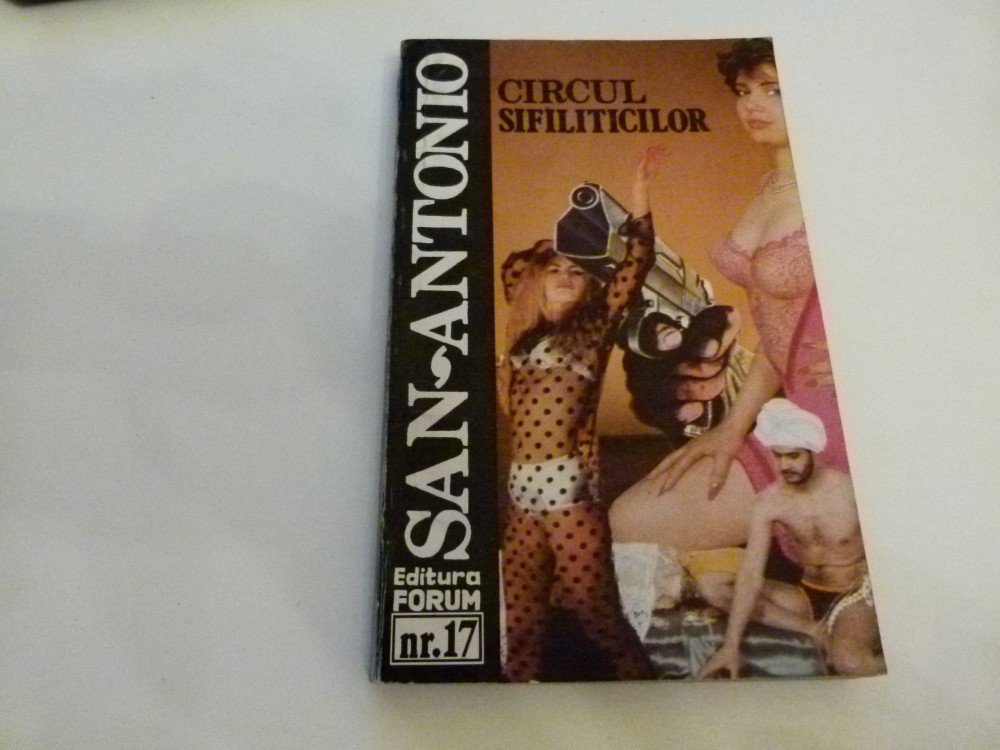 SAN-ANTONIO
CIRCUL
SIFILITICILOR
Editura
FORUM
nr.17